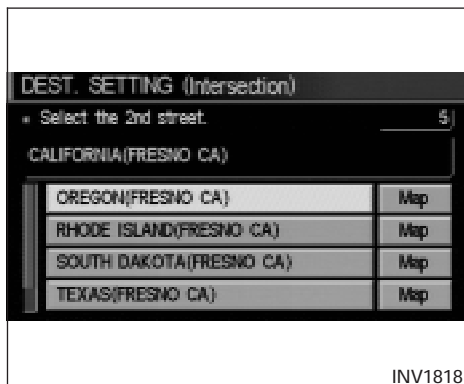 DEST. SETTING (Intersection)
Select the 2nd street. 5
CALIFORNIA(FRESNO CA)
OREGON(FRESNO CA) Map
RHODE ISLAND(FRESNO CA) Map
SOUTH DAKOTA(FRESNO CA) Map
TEXAS(FRESNO CA) Map
INV1818